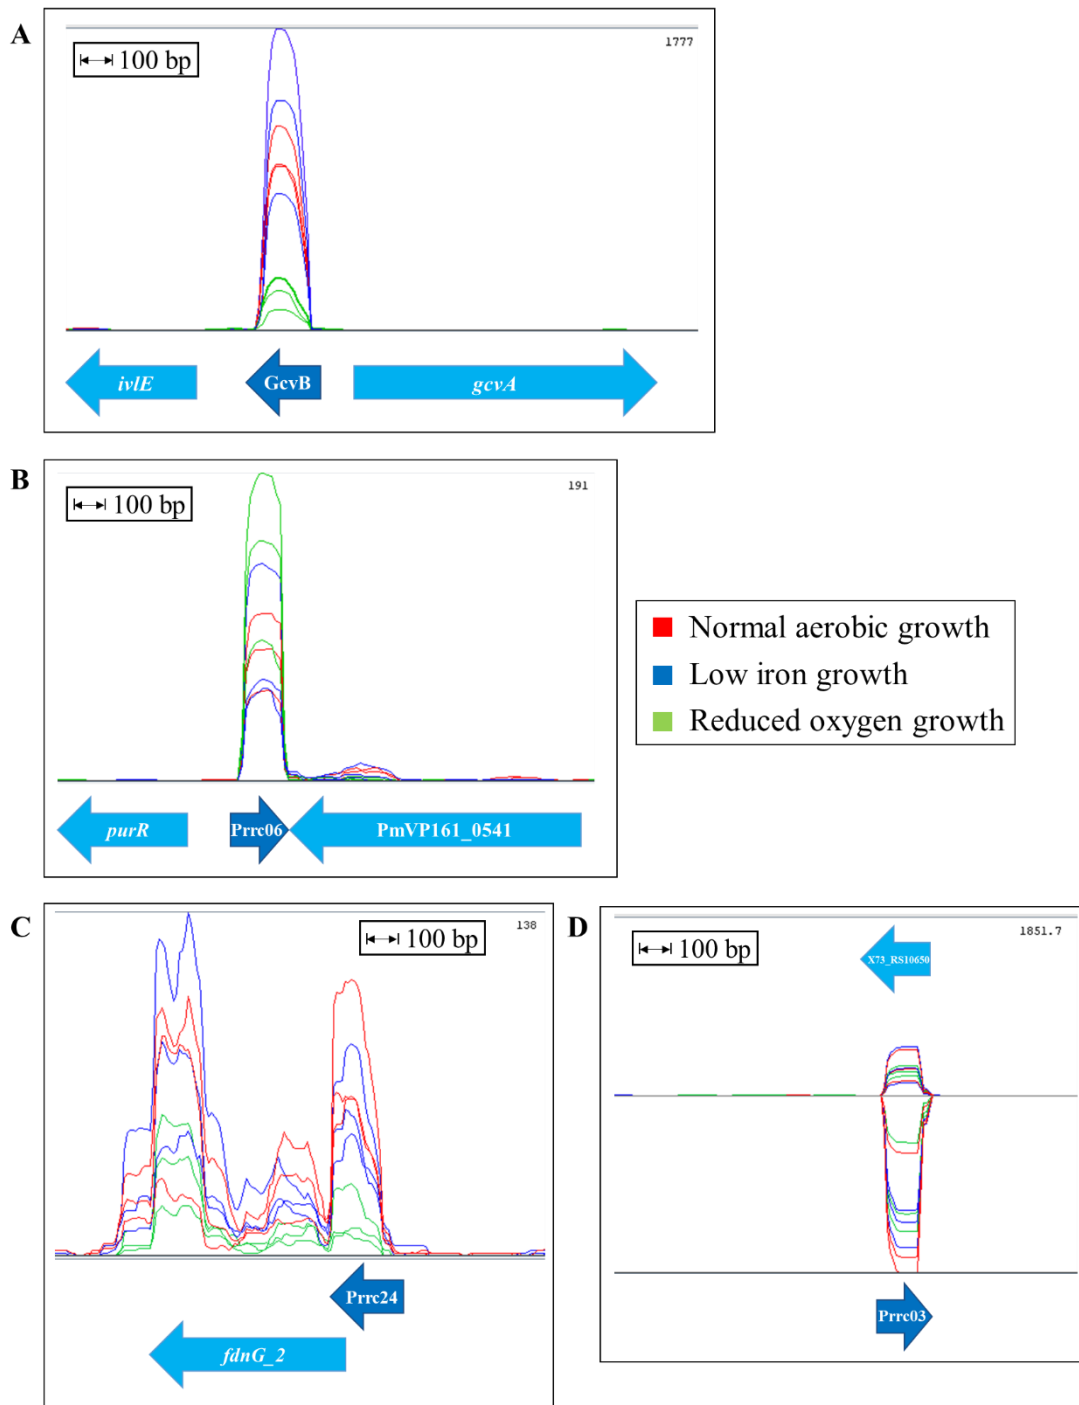 A
1777
100 bp
ivlE
GcvB
gcvA
B
191
100 bp
purR
Prrc06
PmVP161_0541
Normal aerobic growth
Low iron growth
Reduced oxygen growth
C
138
100 bp
Prrc24
fdnG_2
D
1851.7
100 bp
X73_RS10650
Prrc03